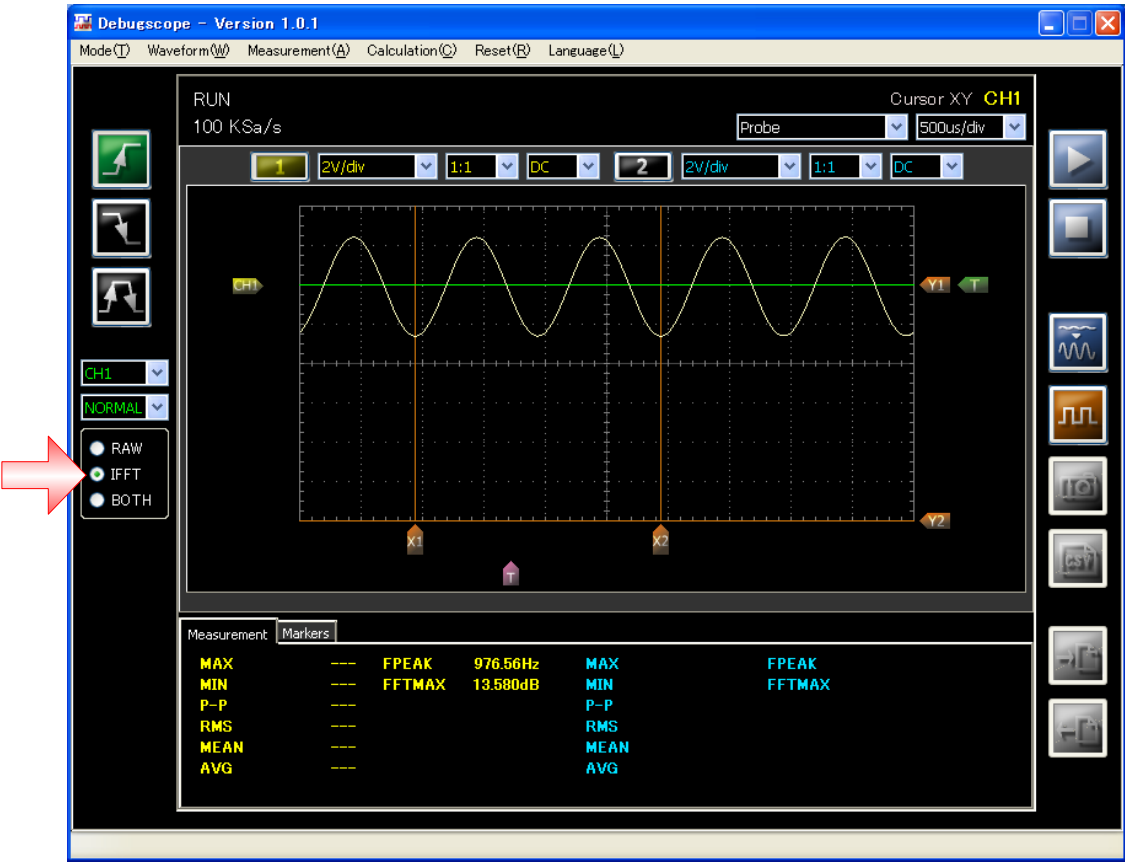 Debugscope - Version 1.0.1
Mode(T) Waveform(W) Measurement(A) Calculation(C) Reset(R) Language(L)
RUN
Cursor XY CH1
100 KSa/s
Probe 500us/div
1 2V/div 1:1 DC 2 2V/div 1:1 DC
CH1
Y1 T
CH1
NORMAL
RAW
IFFT
BOTH
Y2
X1 X2
T
CSV
Measurement Markers
MAX --- FPEAK 976.56Hz MAX FPEAK
MIN --- FFTMAX 13.580dB MIN FFTMAX
P-P --- P-P
RMS --- RMS
MEAN --- MEAN
AVG --- AVG